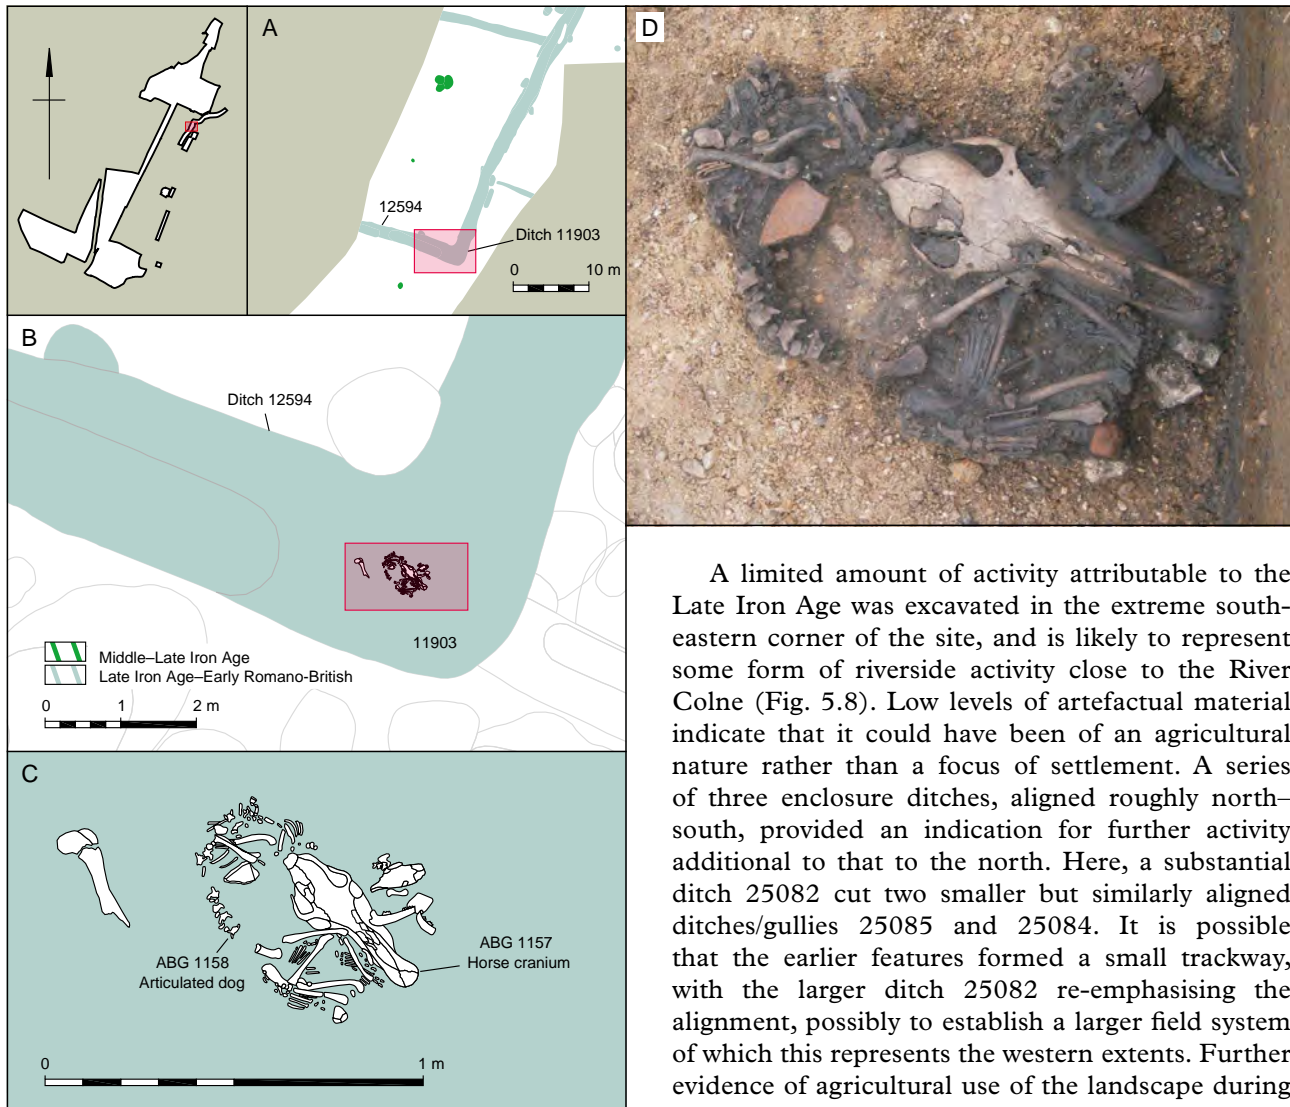 A
12594
Ditch 11903
0 10 m
B
Ditch 12594
11903
Middle–Late Iron Age
Late Iron Age–Early Romano-British
0 1 2 m
C
ABG 1158
Articulated dog
ABG 1157
Horse cranium
0 1 m
D
A limited amount of activity attributable to the
Late Iron Age was excavated in the extreme south-
eastern corner of the site, and is likely to represent
some form of riverside activity close to the River
Colne (Fig. 5.8). Low levels of artefactual material
indicate that it could have been of an agricultural
nature rather than a focus of settlement. A series
of three enclosure ditches, aligned roughly north–
south, provided an indication for further activity
additional to that to the north. Here, a substantial
ditch 25082 cut two smaller but similarly aligned
ditches/gullies 25085 and 25084. It is possible
that the earlier features formed a small trackway,
with the larger ditch 25082 re-emphasising the
alignment, possibly to establish a larger field system
of which this represents the western extents. Further
evidence of agricultural use of the landscape during